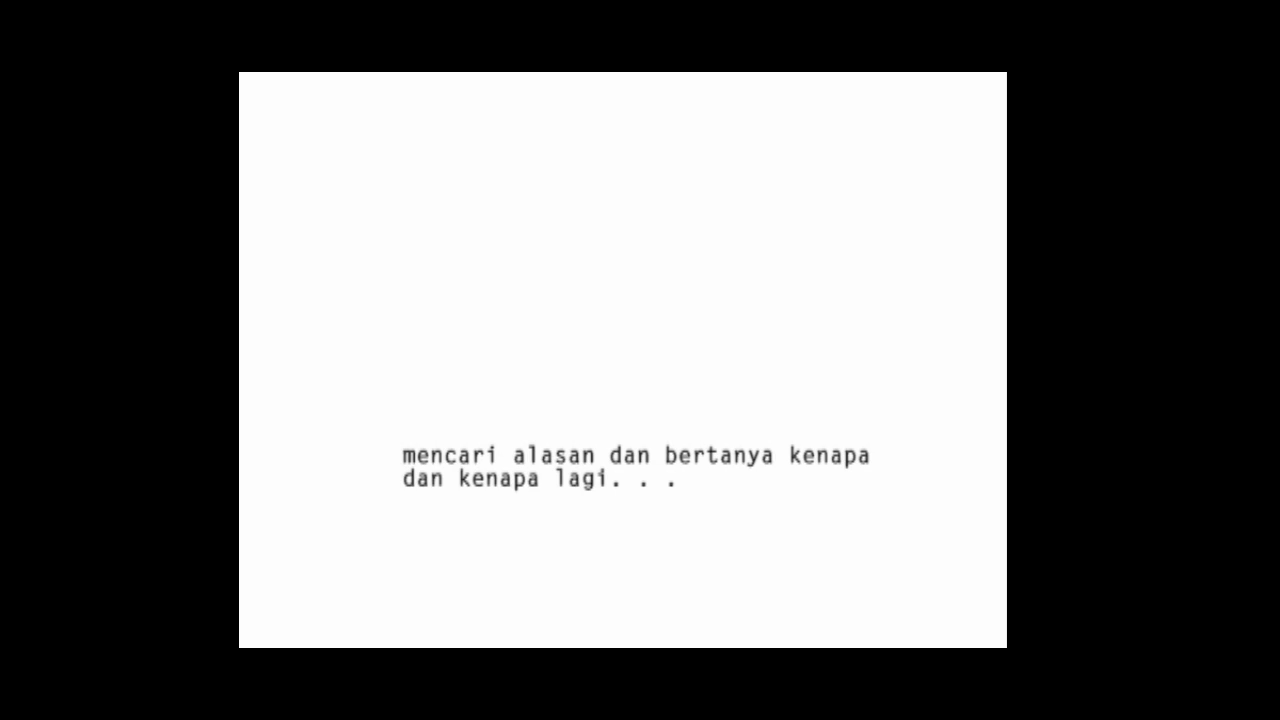 mencari alasan dan bertanya kenapa
dan kenapa lagi. . .